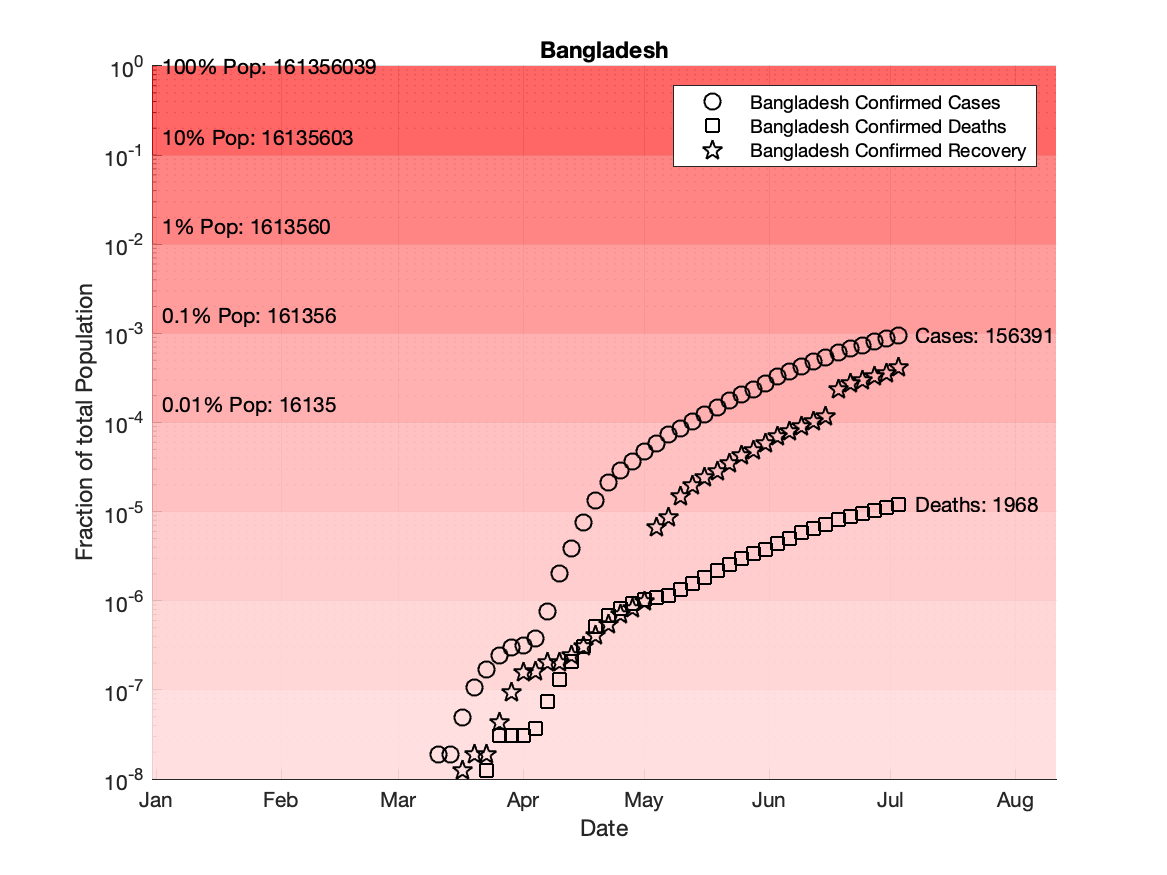 Bangladesh
10^0
100% Pop: 161356039
Bangladesh Confirmed Cases
Bangladesh Confirmed Deaths
Bangladesh Confirmed Recovery
10% Pop: 16135603
10^-1
1% Pop: 1613560
10^-2
0.1% Pop: 161356
10^-3
Cases: 156391
0.01% Pop: 16135
10^-4
10^-5
Deaths: 1968
10^-6
10^-7
10^-8
Fraction of total Population
Jan Feb Mar Apr May Jun Jul Aug
Date